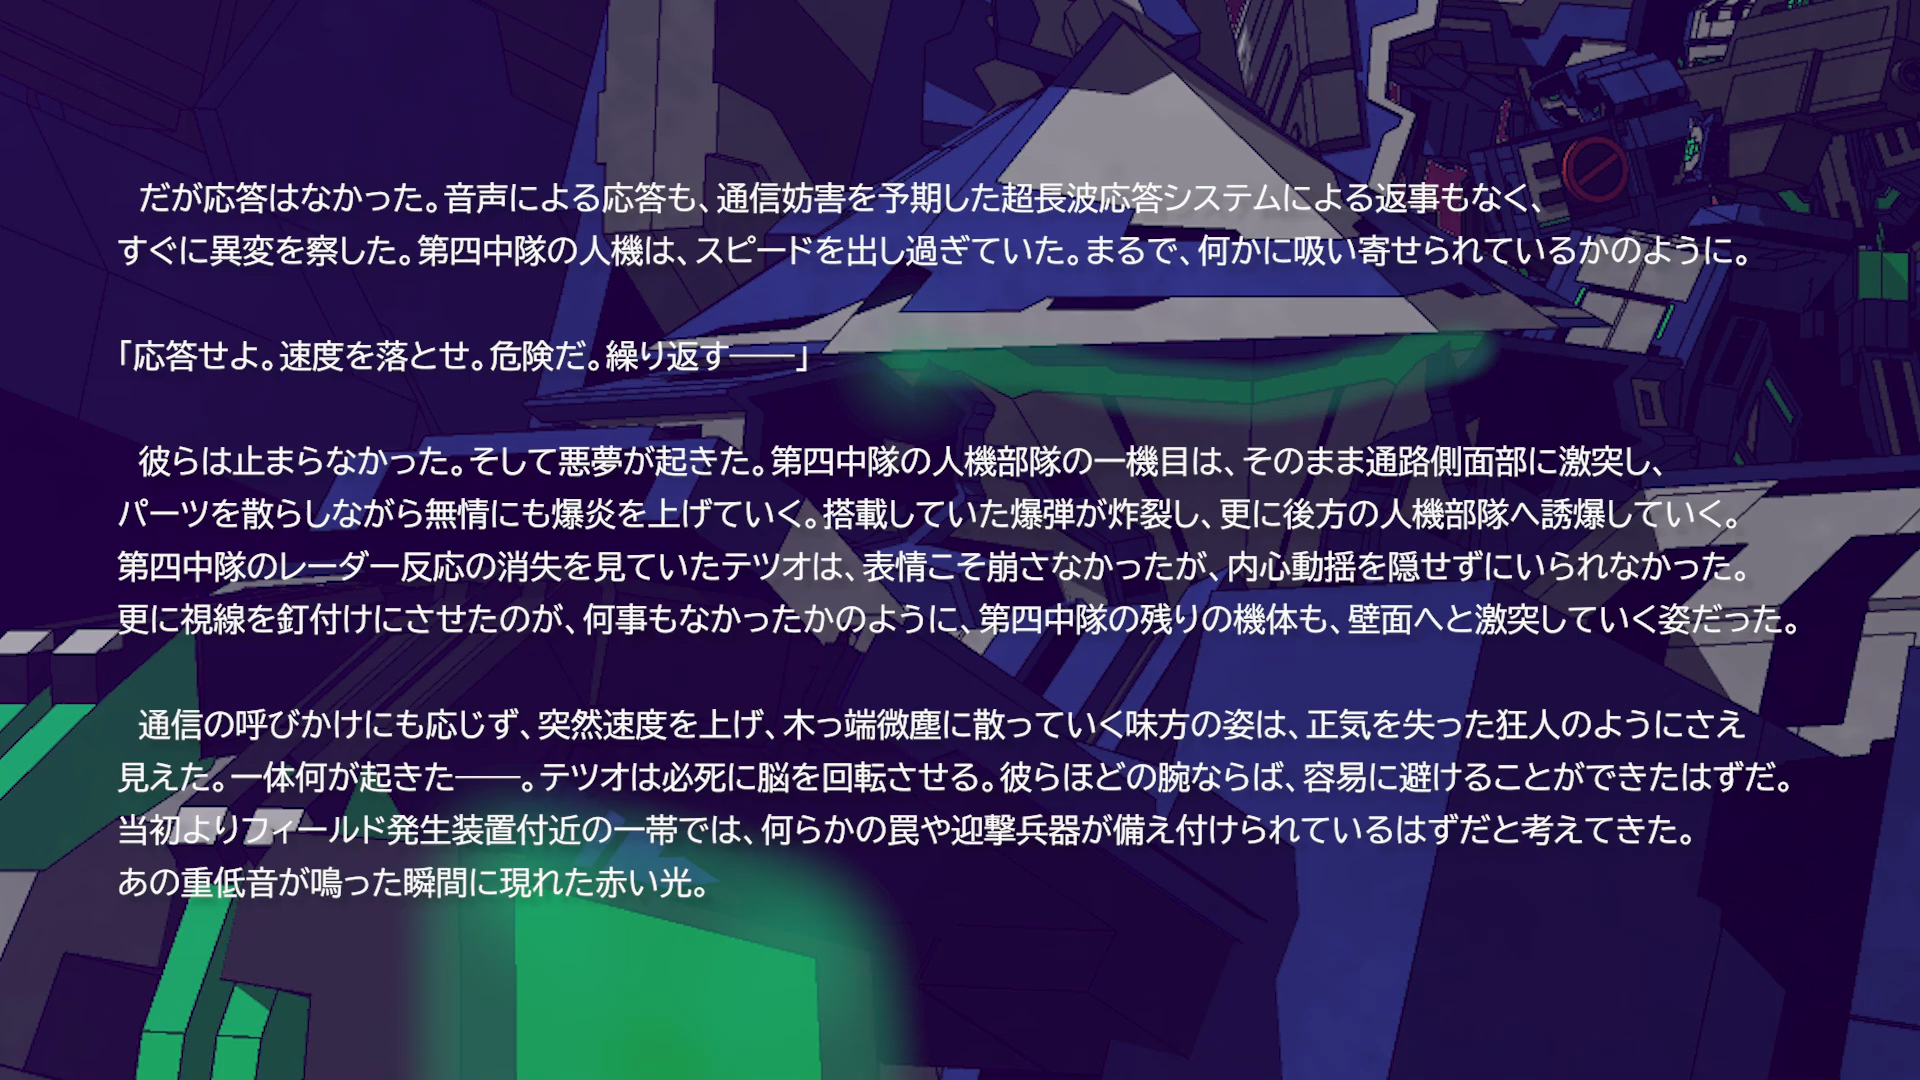 だが応答はなかった。音声による応答も、通信妨害を予期した超長波応答システムによる返事もなく、
すぐに異変を察した。第四中隊の人機は、スピードを出し過ぎていた。まるで、何かに吸い寄せられているかのように。
「応答せよ。速度を落とせ。危険だ。繰り返す――」
彼らは止まらなかった。そして悪夢が起きた。第四中隊の人機部隊の一機目は、そのまま通路側面部に激突し、
パーツを散らしながら無情にも爆炎を上げていく。搭載していた爆弾が炸裂し、更に後方の人機部隊へ誘爆していく。
第四中隊のレーダー反応の消失を見ていたテツオは、表情こそ崩さなかったが、内心動揺を隠せずにいられなかった。
更に視線を釘付けにさせたのが、何事もなかったかのように、第四中隊の残りの機体も、壁面へと激突していく姿だった。
通信の呼びかけにも応じず、突然速度を上げ、木っ端微塵に散っていく味方の姿は、正気を失った狂人のようにさえ
見えた。一体何が起きた――。テツオは必死に脳を回転させる。彼らほどの腕ならば、容易に避けることができたはずだ。
当初よりフィールド発生装置付近の一帯では、何らかの罠や迎撃兵器が備え付けられているはずだと考えてきた。
あの重低音が鳴った瞬間に現れた赤い光。